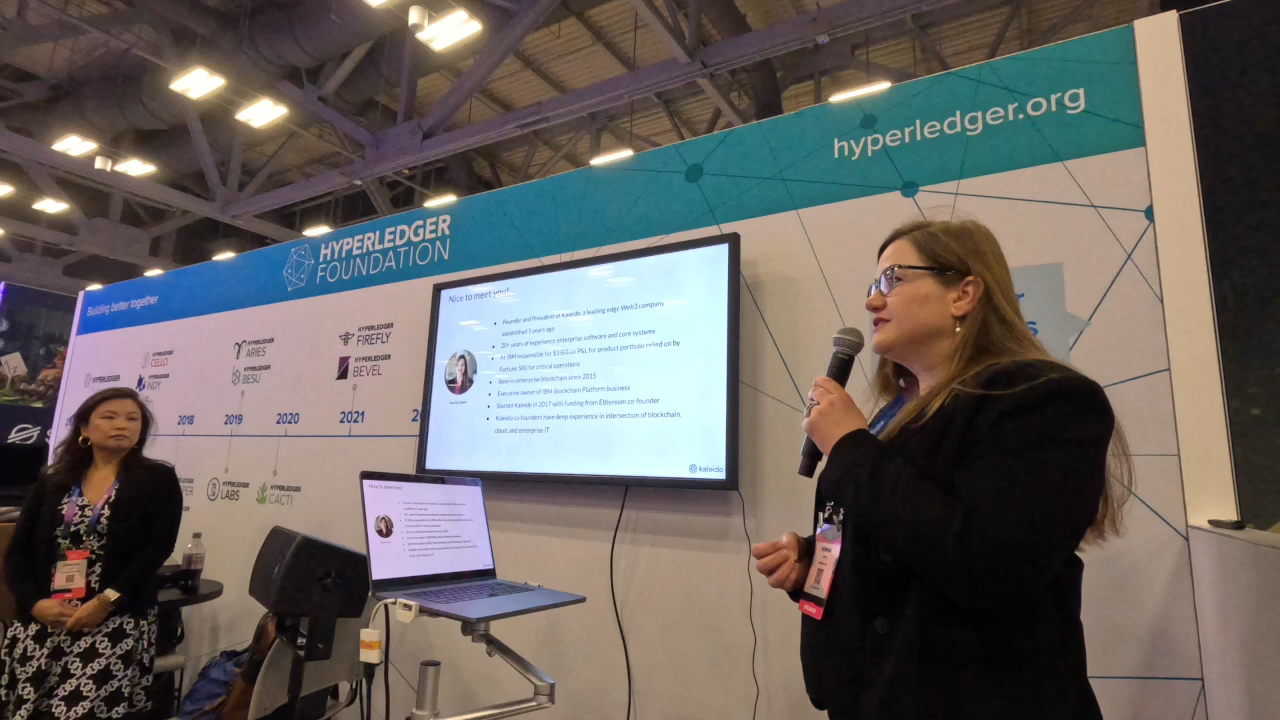 hyperledger.org
HYPERLEDGER
FOUNDATION
Building better together
HYPERLEDGER
FIREFLY
HYPERLEDGER
BEVEL
HYPERLEDGER
ARIES
HYPERLEDGER
BESU
HYPERLEDGER
CELLO
HYPERLEDGER
INDY
HYPERLEDGER
2018 2019 2020 2021
HYPERLEDGER
LABS
HYPERLEDGER
CACTI
Nice to meet you!
• Founder and President of Kaleido, a leading edge Web3 company
established 5 years ago
• 20+ years of experience enterprise software and core systems
• At IBM responsible for $3 Billion P&L for product portfolio relied on by
Fortune 500 for critical operations
• Been in enterprise blockchain since 2015
• Executive owner of IBM Blockchain Platform business
• Started Kaleido in 2017 with funding from Ethereum co-founder
• Kaleido co-founders have deep experience in intersection of blockchain,
cloud, and enterprise IT
kaleido
Nice to meet you!